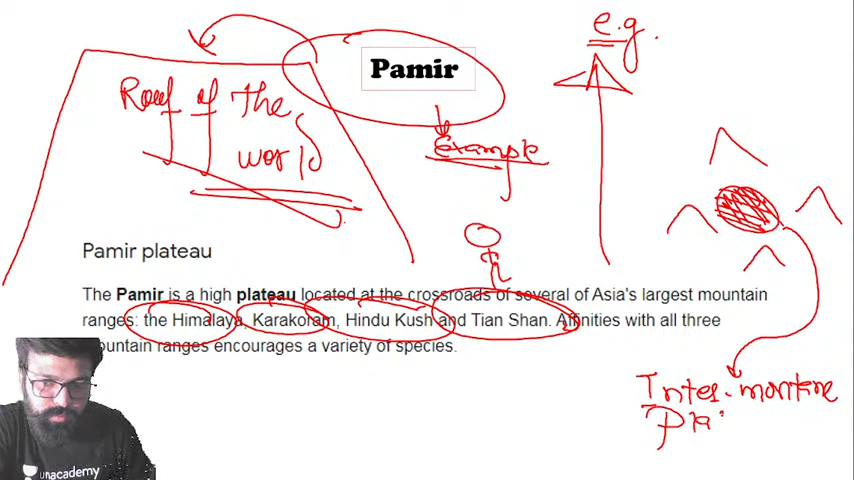 e.g.
Pamir
Roof of the
world
Example
Pamir plateau
The Pamir is a high plateau located at the crossroads of several of Asia's largest mountain
ranges: the Himalaya, Karakoram, Hindu Kush and Tian Shan. Affinities with all three
mountain ranges encourages a variety of species.
Inter-montane
Pla
unacademy